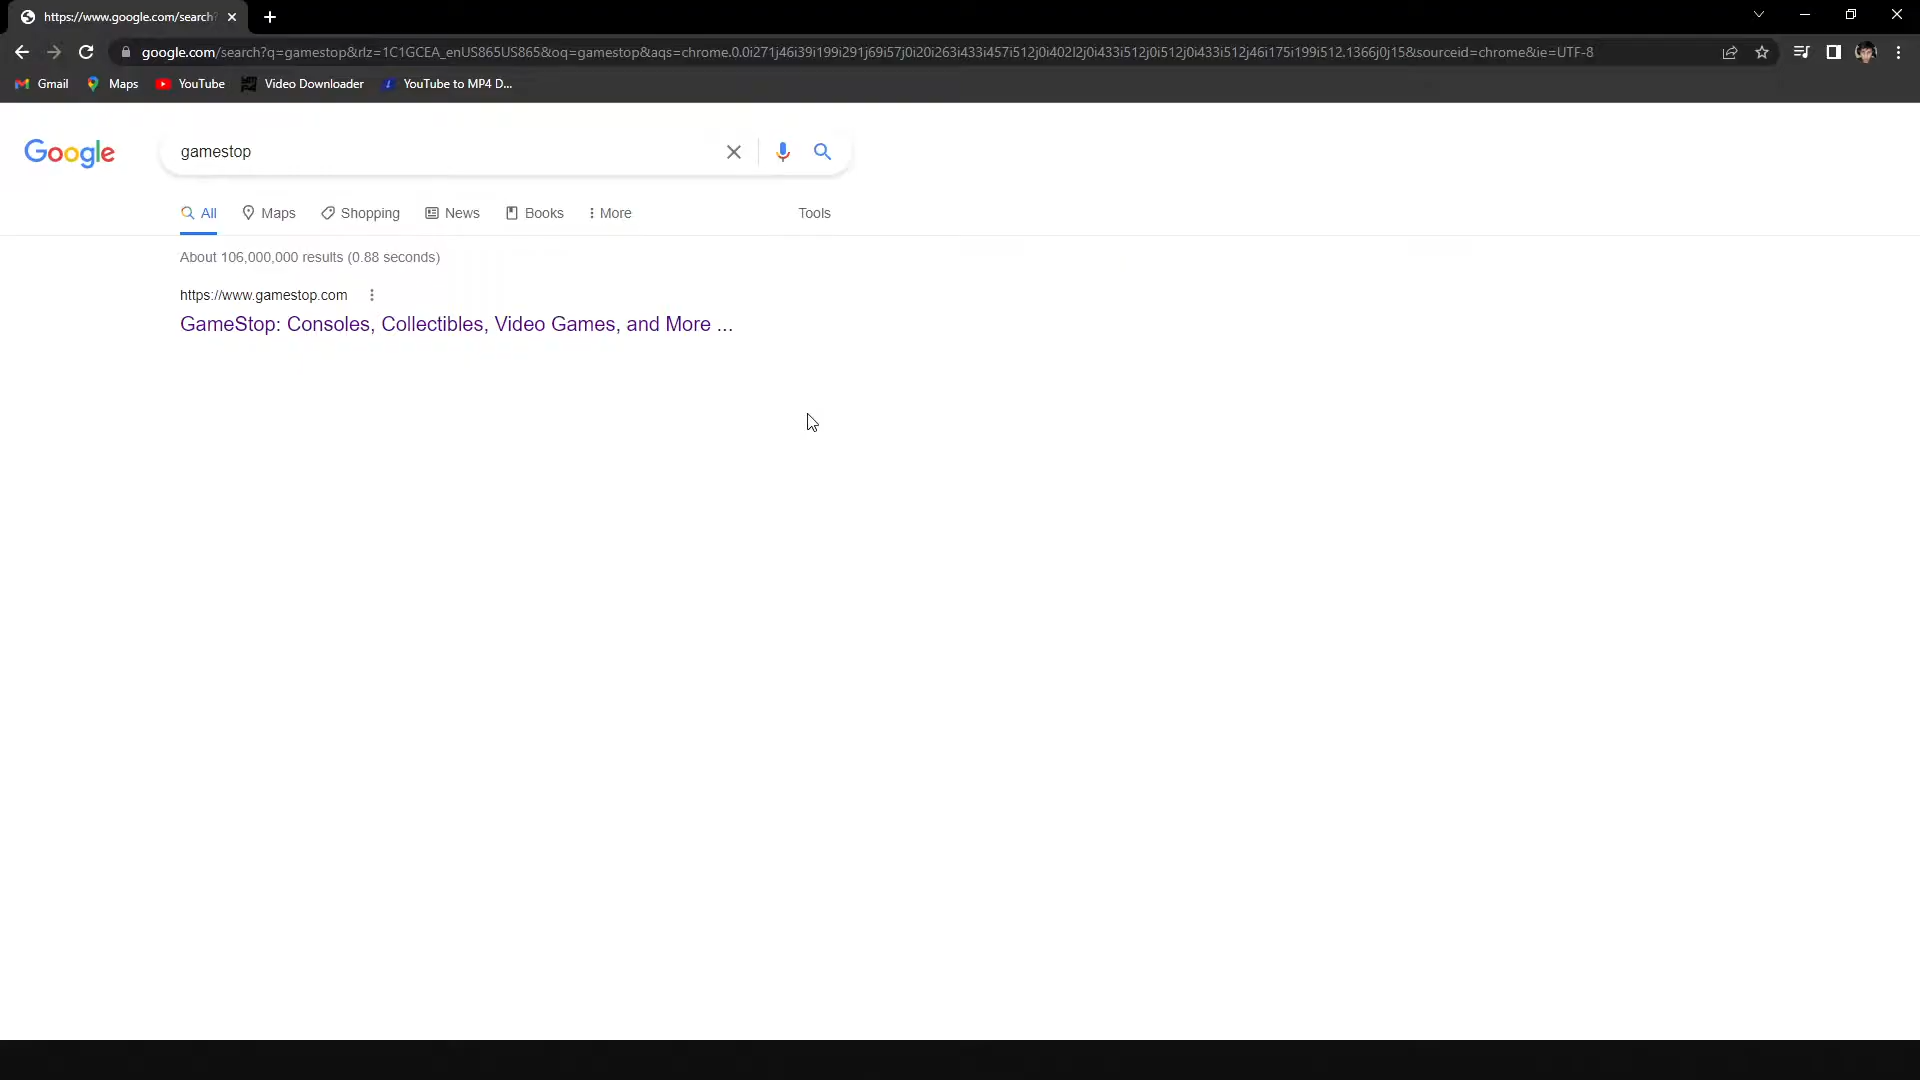 https://www.google.com/search?
google.com/search?q=gamestop&rlz=1C1GCEA_enUS865US865&oq=gamestop&aqs=chrome.0.0i271j46i39i199i291j69i57j0i20i263i433i457i512j0i402l2j0i433i512j0i512j0i433i512j46i175i199i512.1366j0j15&sourceid=chrome&ie=UTF-8
Gmail Maps YouTube Video Downloader YouTube to MP4 D...
Google gamestop
All Maps Shopping News Books More Tools
About 106,000,000 results (0.88 seconds)
https://www.gamestop.com
GameStop: Consoles, Collectibles, Video Games, and More ...